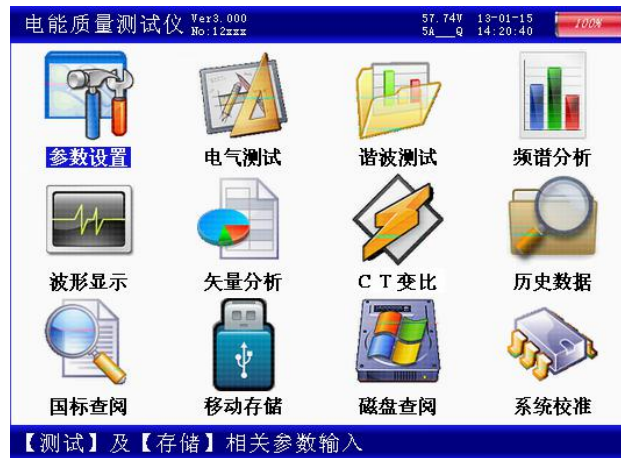 电能质量测试仪 Ver3.000 57.74V 13-01-15 100%
No:12xxx 5A___Q 14:20:40
参数设置 电气测试 谐波测试 频谱分析
波形显示 矢量分析 CT变比 历史数据
国标查阅 移动存储 磁盘查阅 系统校准
【测试】及【存储】相关参数输入